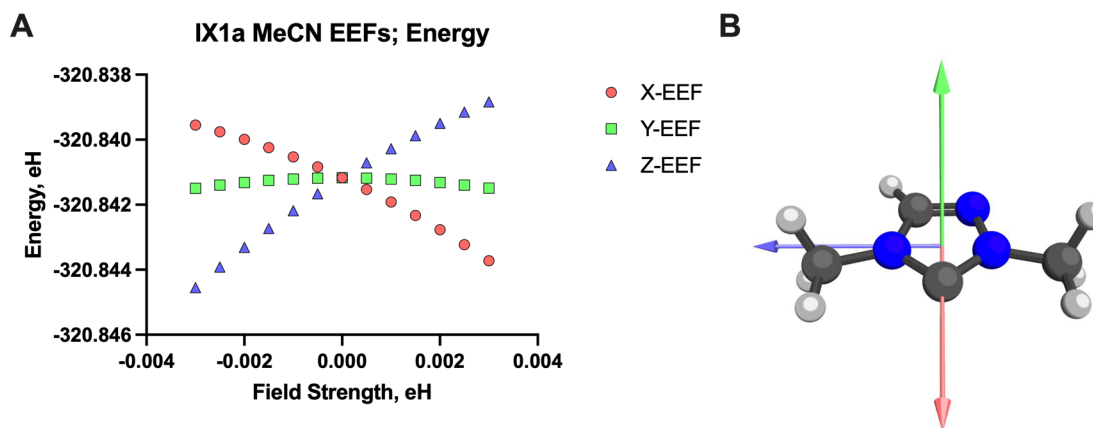 A
IX1a MeCN EEFs; Energy
B
-320.838
-320.840
-320.842
-320.844
-320.846
Energy, eH
-0.004
-0.002
0.000
0.002
0.004
Field Strength, eH
X-EEF
Y-EEF
Z-EEF